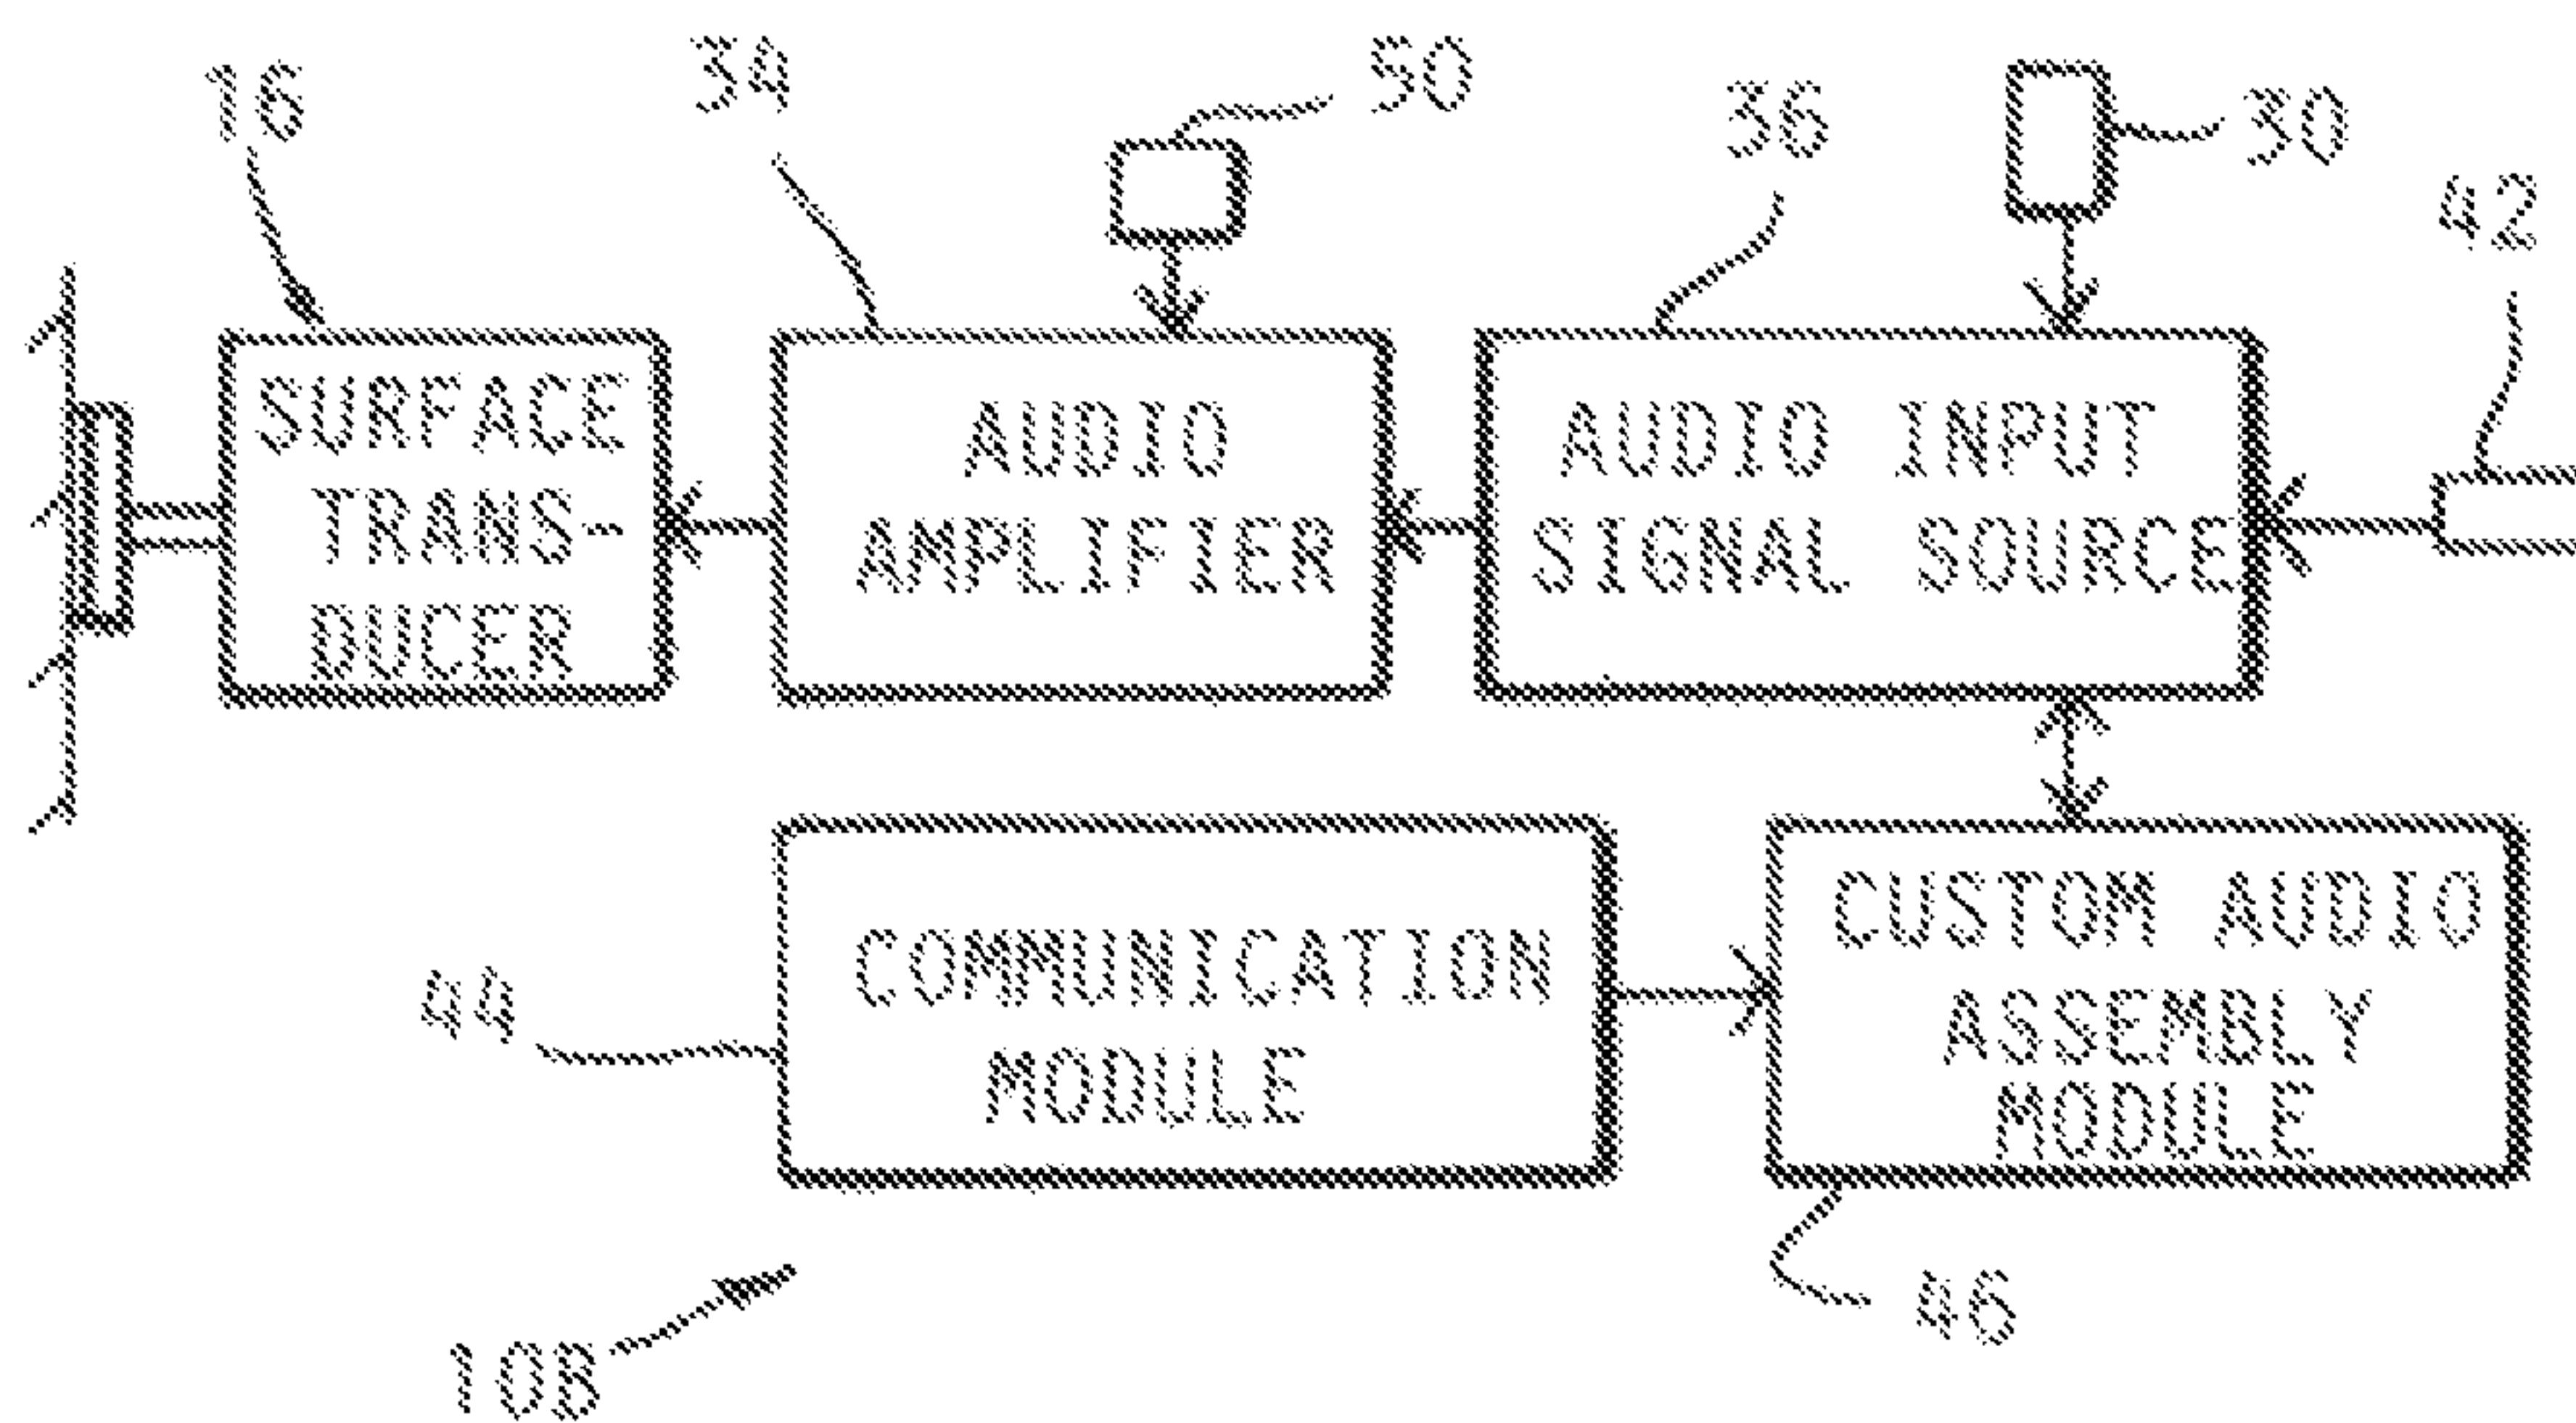 16
34
50
36
30
42
SURFACE
TRANS-
DUCER
AUDIO
AMPLIFIER
AUDIO INPUT
SIGNAL SOURCE
COMMUNICATION
MODULE
CUSTOM AUDIO
ASSEMBLY
MODULE
44
46
10B